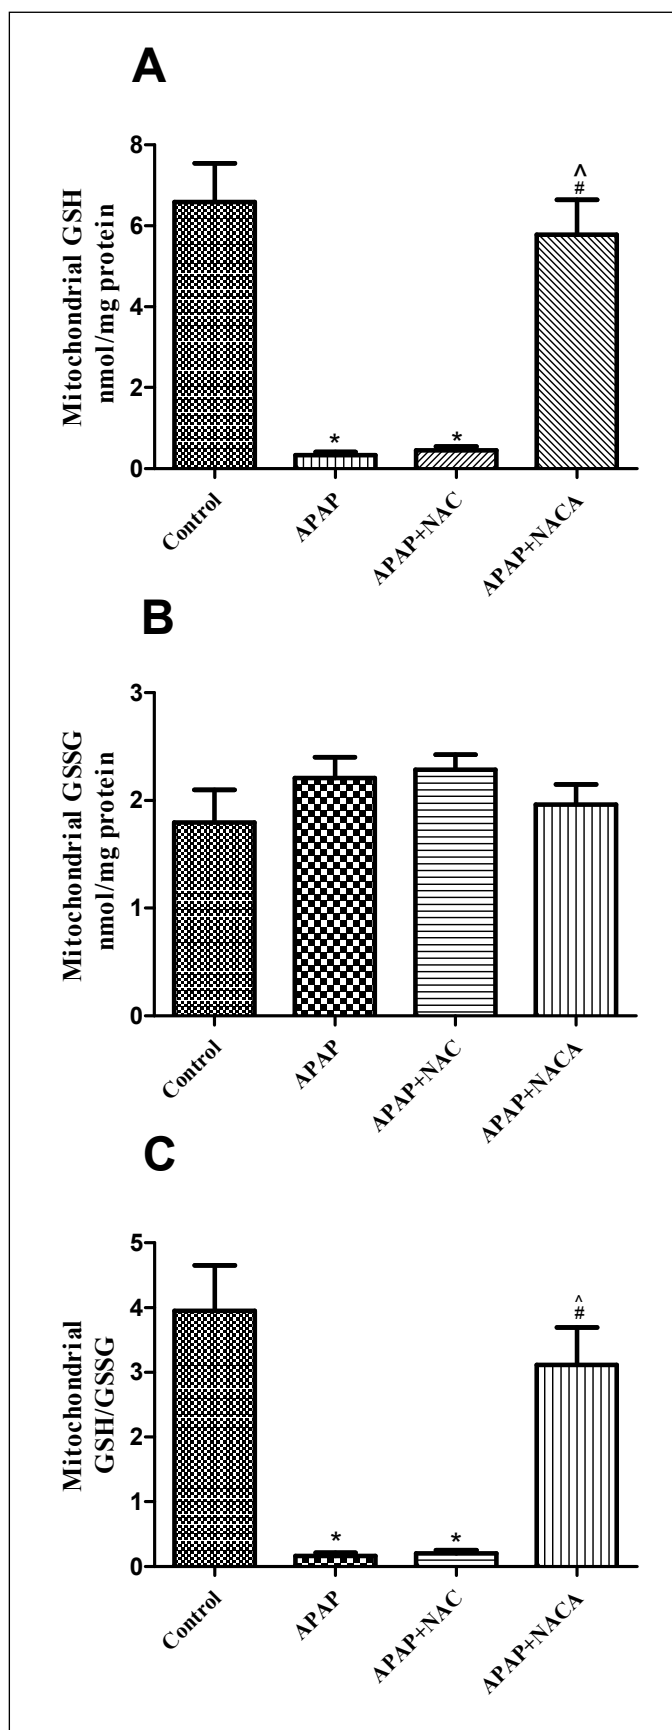 A
Mitochondrial GSH
nmol/mg protein
8
6
4
2
0
*
*
^
#
Control
APAP
APAP+NAC
APAP+NACA
B
Mitochondrial GSSG
nmol/mg protein
3
2
1
0
Control
APAP
APAP+NAC
APAP+NACA
C
Mitochondrial
GSH/GSSG
5
4
3
2
1
0
*
*
^
#
Control
APAP
APAP+NAC
APAP+NACA